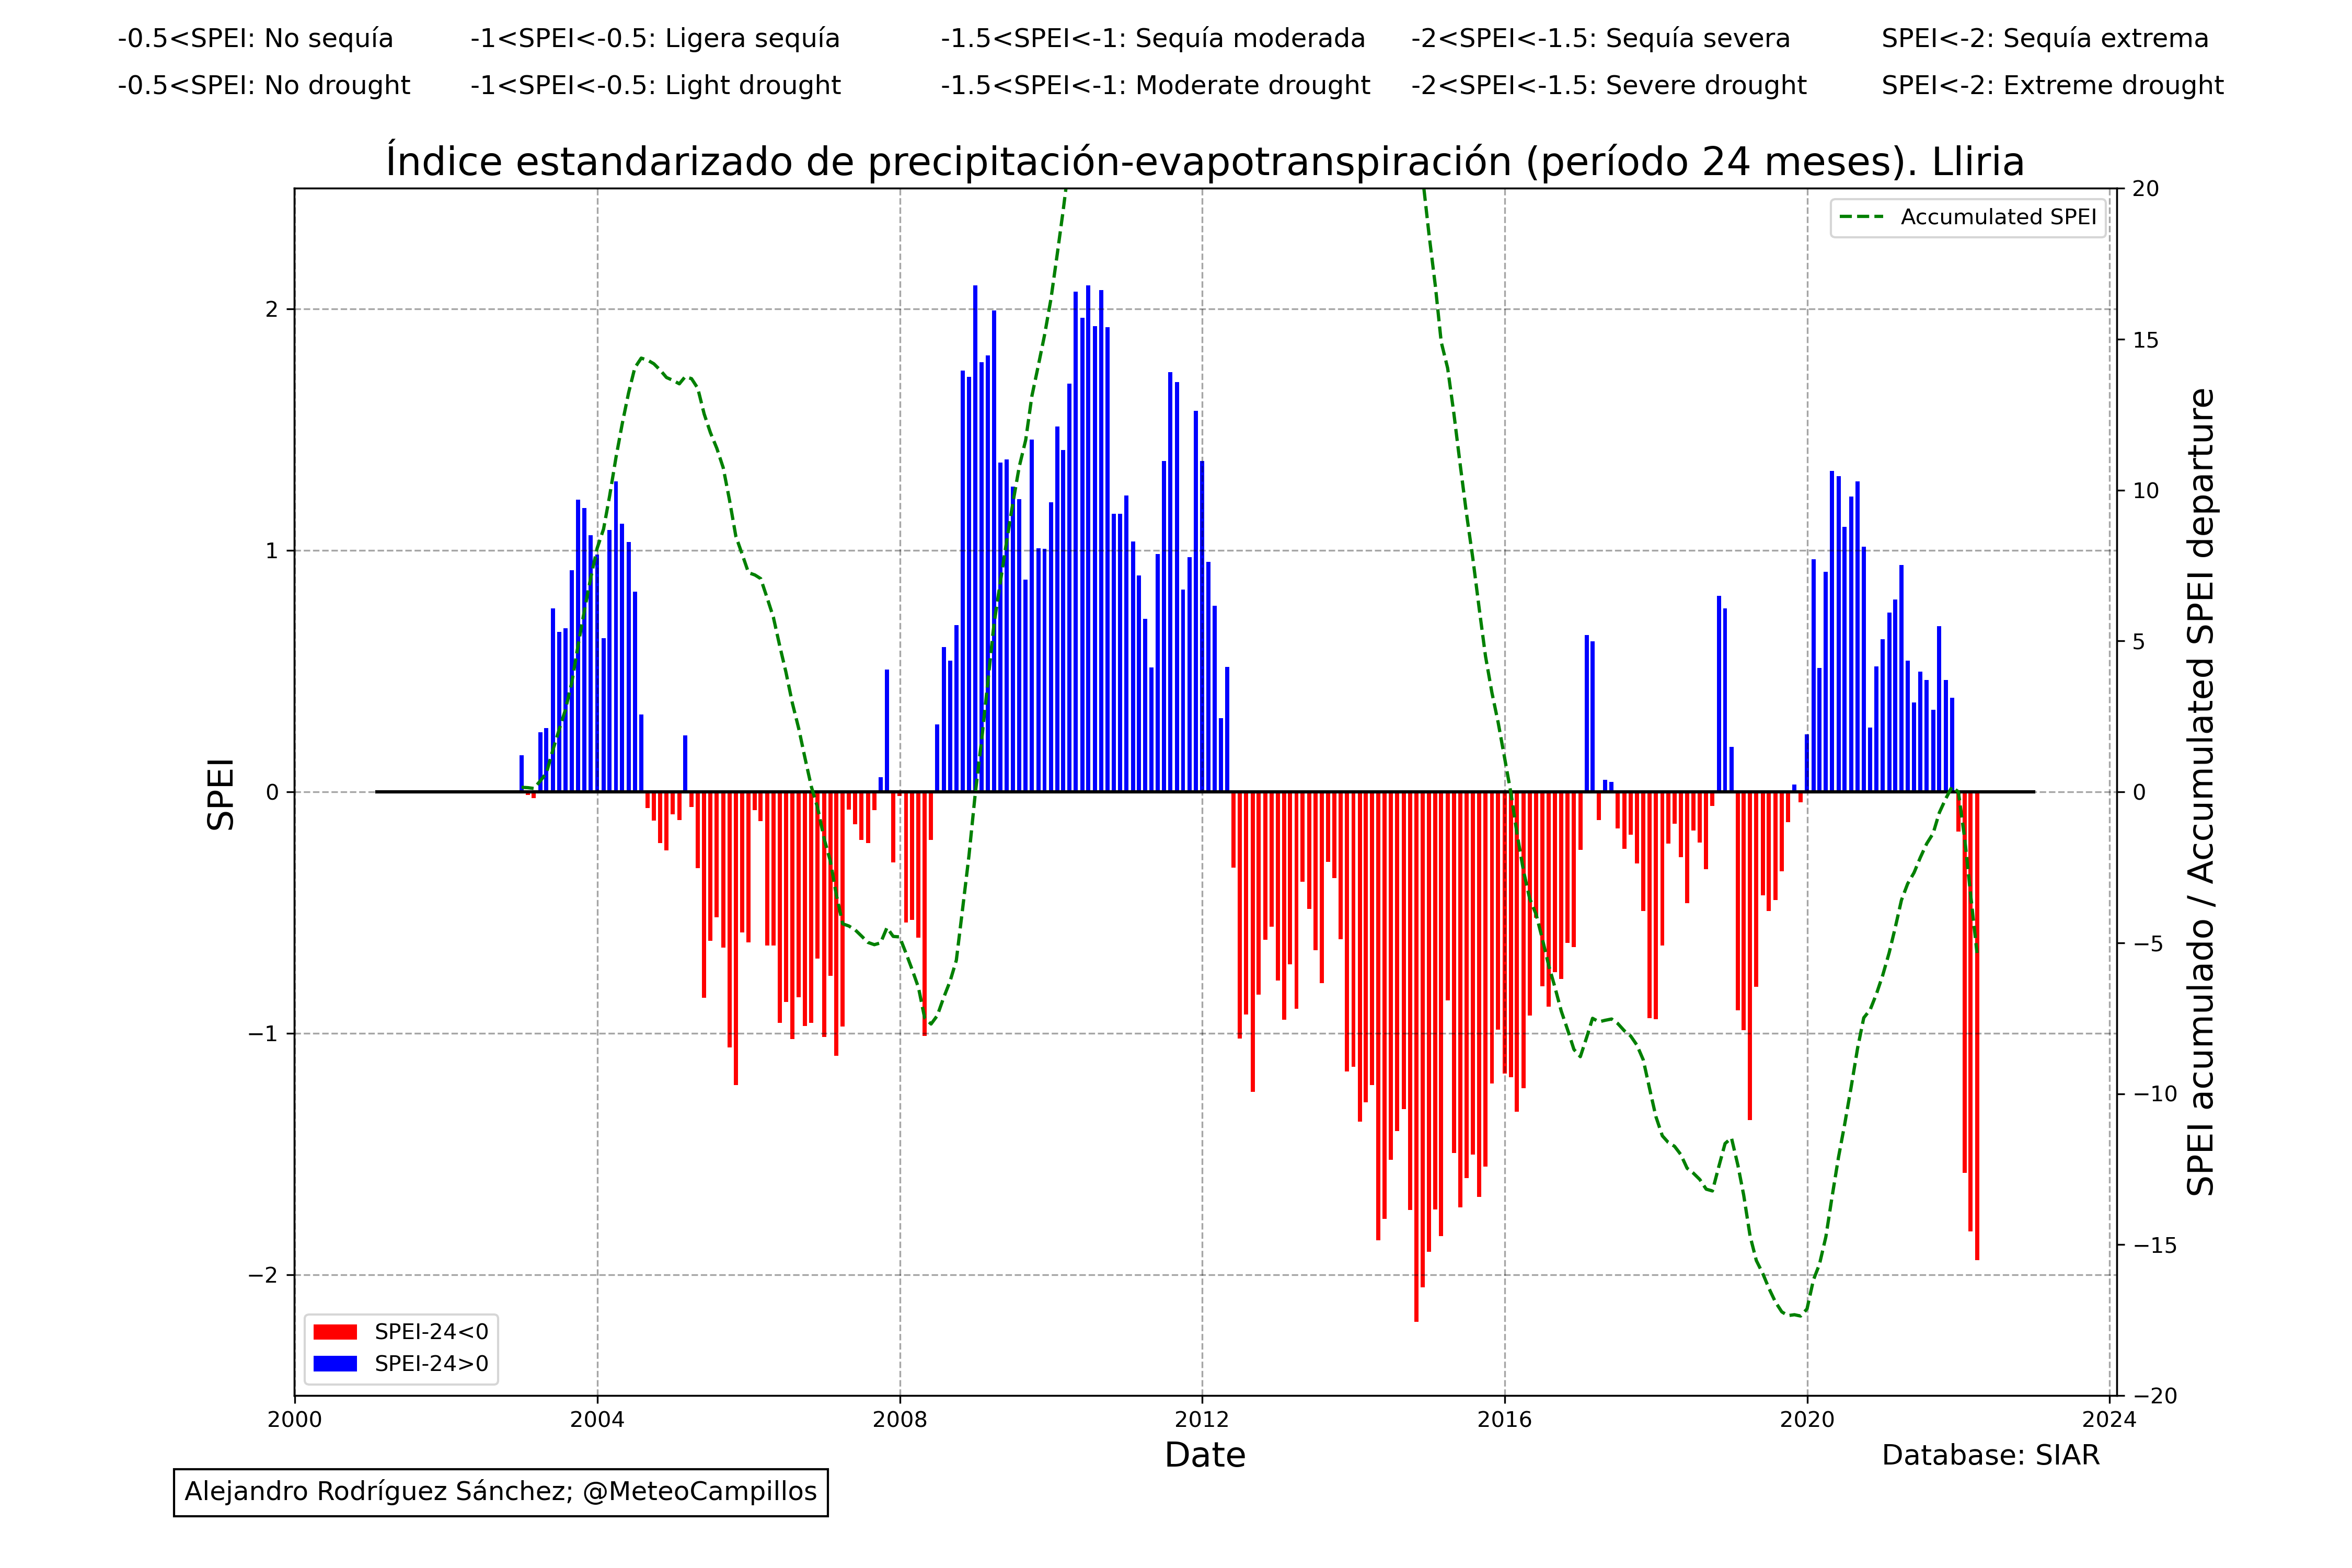 -0.5<SPEI: No sequía -1<SPEI<-0.5: Ligera sequía -1.5<SPEI<-1: Sequía moderada -2<SPEI<-1.5: Sequía severa SPEI<-2: Sequía extrema
-0.5<SPEI: No drought -1<SPEI<-0.5: Light drought -1.5<SPEI<-1: Moderate drought -2<SPEI<-1.5: Severe drought SPEI<-2: Extreme drought
Índice estandarizado de precipitación-evapotranspiración (período 24 meses). Lliria
Accumulated SPEI
SPEI
2
1
0
−1
−2
20
15
10
5
0
−5
−10
−15
−20
SPEI acumulado / Accumulated SPEI departure
SPEI-24<0
SPEI-24>0
2000 2004 2008 2012 2016 2020 2024
Date
Database: SIAR
Alejandro Rodríguez Sánchez; @MeteoCampillos